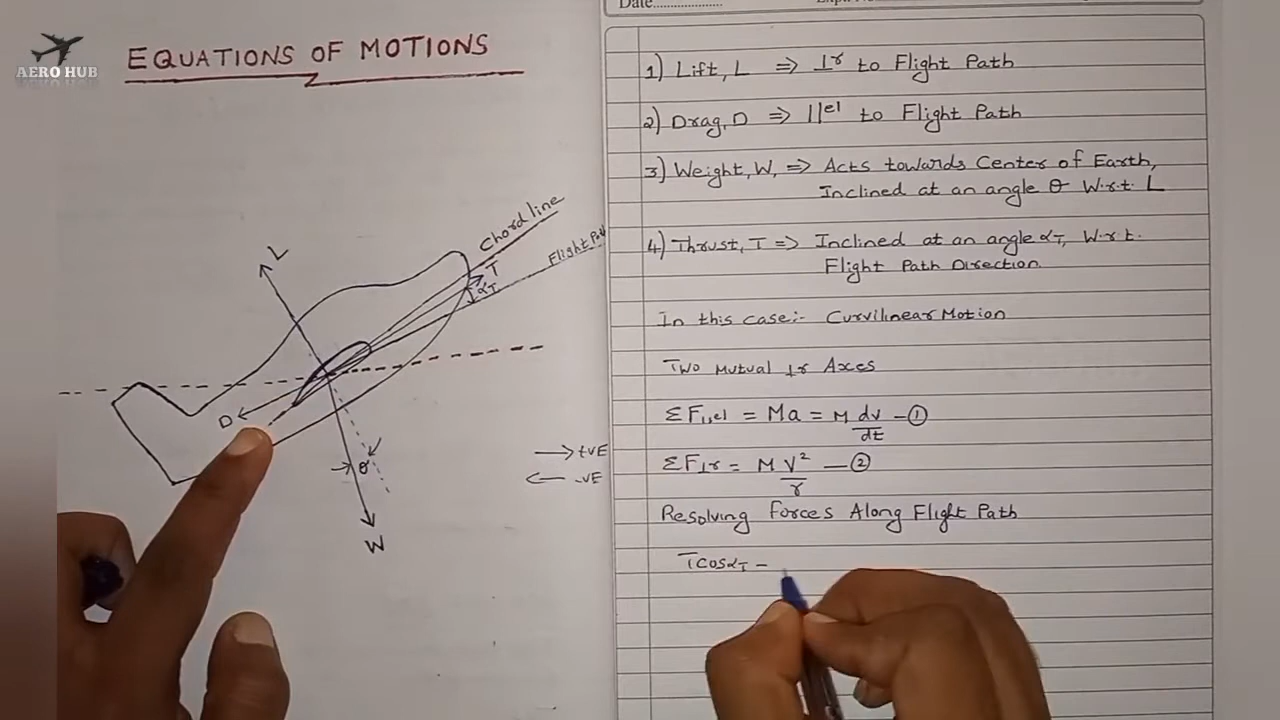 AERO HUB
EQUATIONS OF MOTIONS
L
Chord line
Flight
T
αT
D
θ
W
→ +VE
← -VE
Date
1) Lift, L ⇒ ⊥r to Flight Path
2) Drag, D ⇒ ||el to Flight Path
3) Weight, W, ⇒ Acts towards Center of Earth,
Inclined at an angle θ W.r.t. L
4) Thrust, T ⇒ Inclined at an angle αT, W.r.t.
Flight Path Direction.
In this case:- Curvilinear Motion
Two Mutual ⊥r Axes
ΣF||el = Ma = M dv/dt —①
ΣF⊥r = M V²/r —②
Resolving forces Along Flight Path
TcosαT –